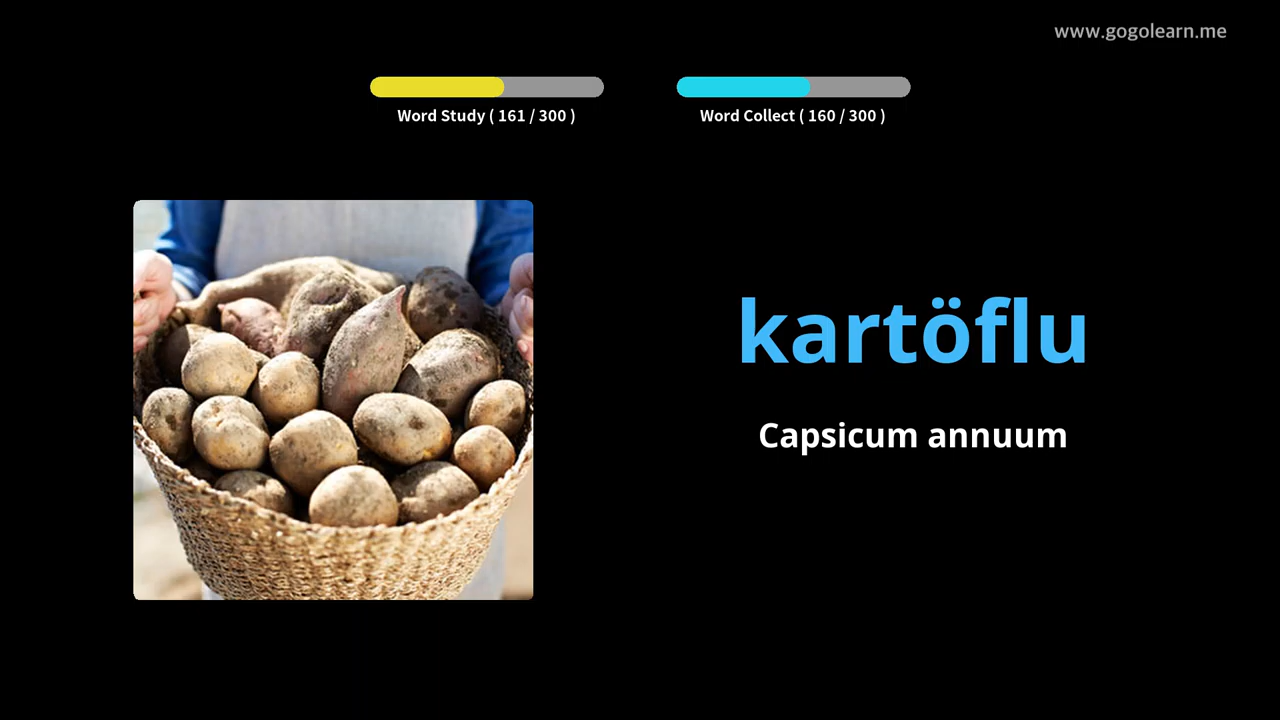 www.gogolearn.me
Word Study ( 161 / 300 )
Word Collect ( 160 / 300 )
kartöflu
Capsicum annuum